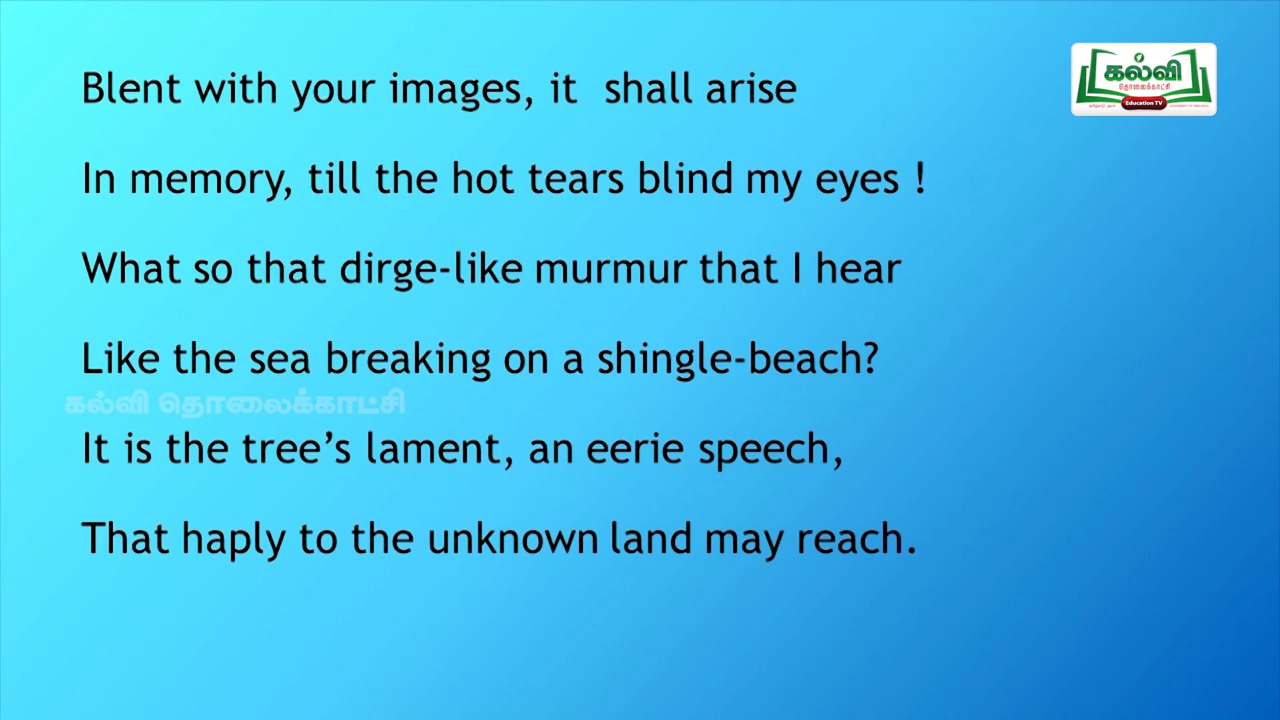 Blent with your images, it shall arise
கல்வி
தொலைக்காட்சி
Education TV
In memory, till the hot tears blind my eyes !
What so that dirge-like murmur that I hear
Like the sea breaking on a shingle-beach?
கல்வி தொலைக்காட்சி
It is the tree’s lament, an eerie speech,
That haply to the unknown land may reach.